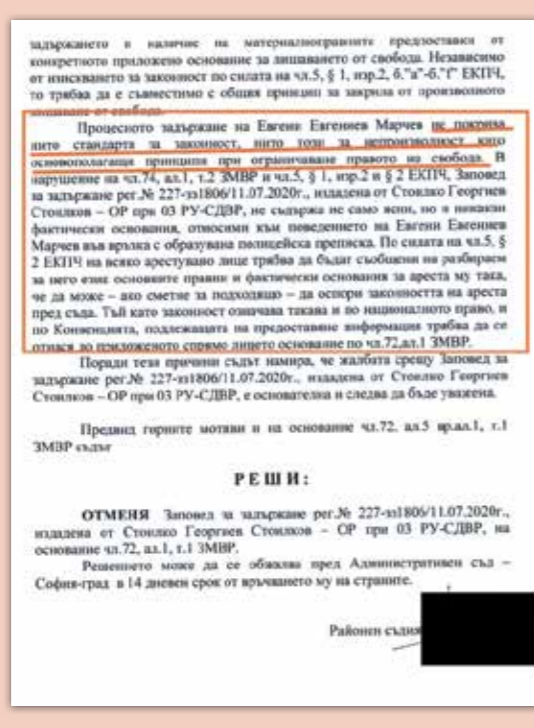 задържането и наличие на материалноправните предпоставки от
конкретното приложено основание за лишаването от свобода. Независимо
от изискването за законност по силата на чл.5, § 1, изр.2, б."а"-б."f" ЕКПЧ,
то трябва да е съвместимо с общия принцип за закрила от произволното
лишаване от свобода.
Процесното задържане на Евгени Евгениев Марчев не покрива
нито стандарта за законност, нито този за непроизволност като
основополагащи принципи при ограничаване правото на свобода. В
нарушение на чл.74, ал.1, т.2 ЗМВР и чл.5, § 1, изр.2 и § 2 ЕКПЧ, Заповед
за задържане рег.№ 227-зз1806/11.07.2020г., издадена от Стоилко Георгиев
Стоилков – ОР при 03 РУ-СДВР, не съдържа не само ясни, но и никакви
фактически основания, относими към поведението на Евгени Евгениев
Марчев във връзка с образувана полицейска преписка. По силата на чл.5, §
2 ЕКПЧ на всяко арестувано лице трябва да бъдат съобщени на разбираем
за него език основните правни и фактически основания за ареста му така,
че да може – ако сметне за подходящо – да оспори законността на ареста
пред съда. Тъй като законност означава такава и по националното право, и
по Конвенцията, подлежащата на предоставяне информация трябва да се
отнася до приложеното спрямо лицето основание по чл.72,ал.1 ЗМВР.
Поради тези причини съдът намира, че жалбата срещу Заповед за
задържане рег.№ 227-зз1806/11.07.2020г., издадена от Стоилко Георгиев
Стоилков – ОР при 03 РУ-СДВР, е основателна и следва да бъде уважена.
Предвид горните мотиви и на основание чл.72, ал.5 вр.ал.1, т.1
ЗМВР съдът
РЕШИ:
ОТМЕНЯ Заповед за задържане рег.№ 227-зз1806/11.07.2020г.,
издадена от Стоилко Георгиев Стоилков – ОР при 03 РУ-СДВР, на
основание чл.72, ал.1, т.1 ЗМВР.
Решението може да се обжалва пред Административен съд –
София-град в 14 дневен срок от връчването му на страните.
Районен съдия